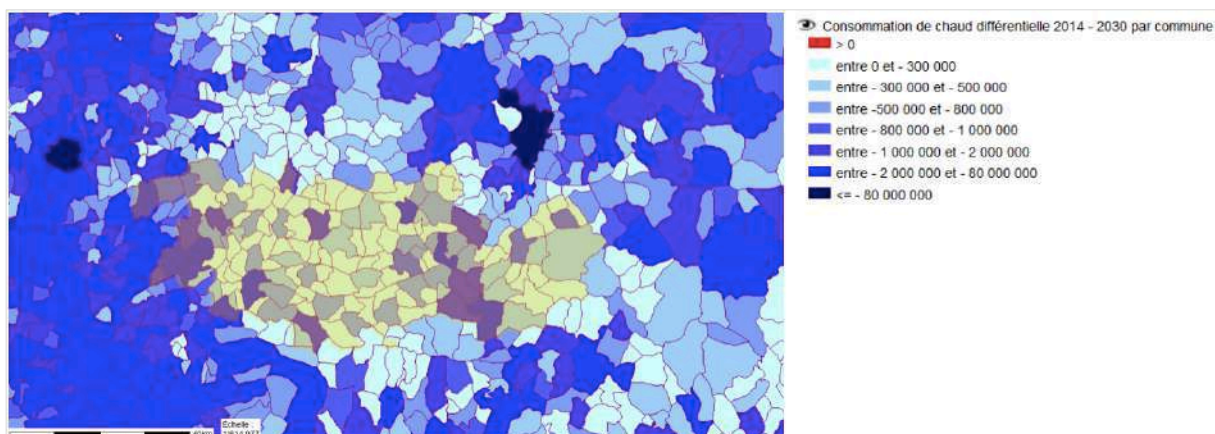 Consommation de chaud différentielle 2014 - 2030 par commune
> 0
entre 0 et - 300 000
entre - 300 000 et - 500 000
entre -500 000 et - 800 000
entre - 800 000 et - 1 000 000
entre - 1 000 000 et - 2 000 000
entre - 2 000 000 et - 80 000 000
<= - 80 000 000
Echelle :